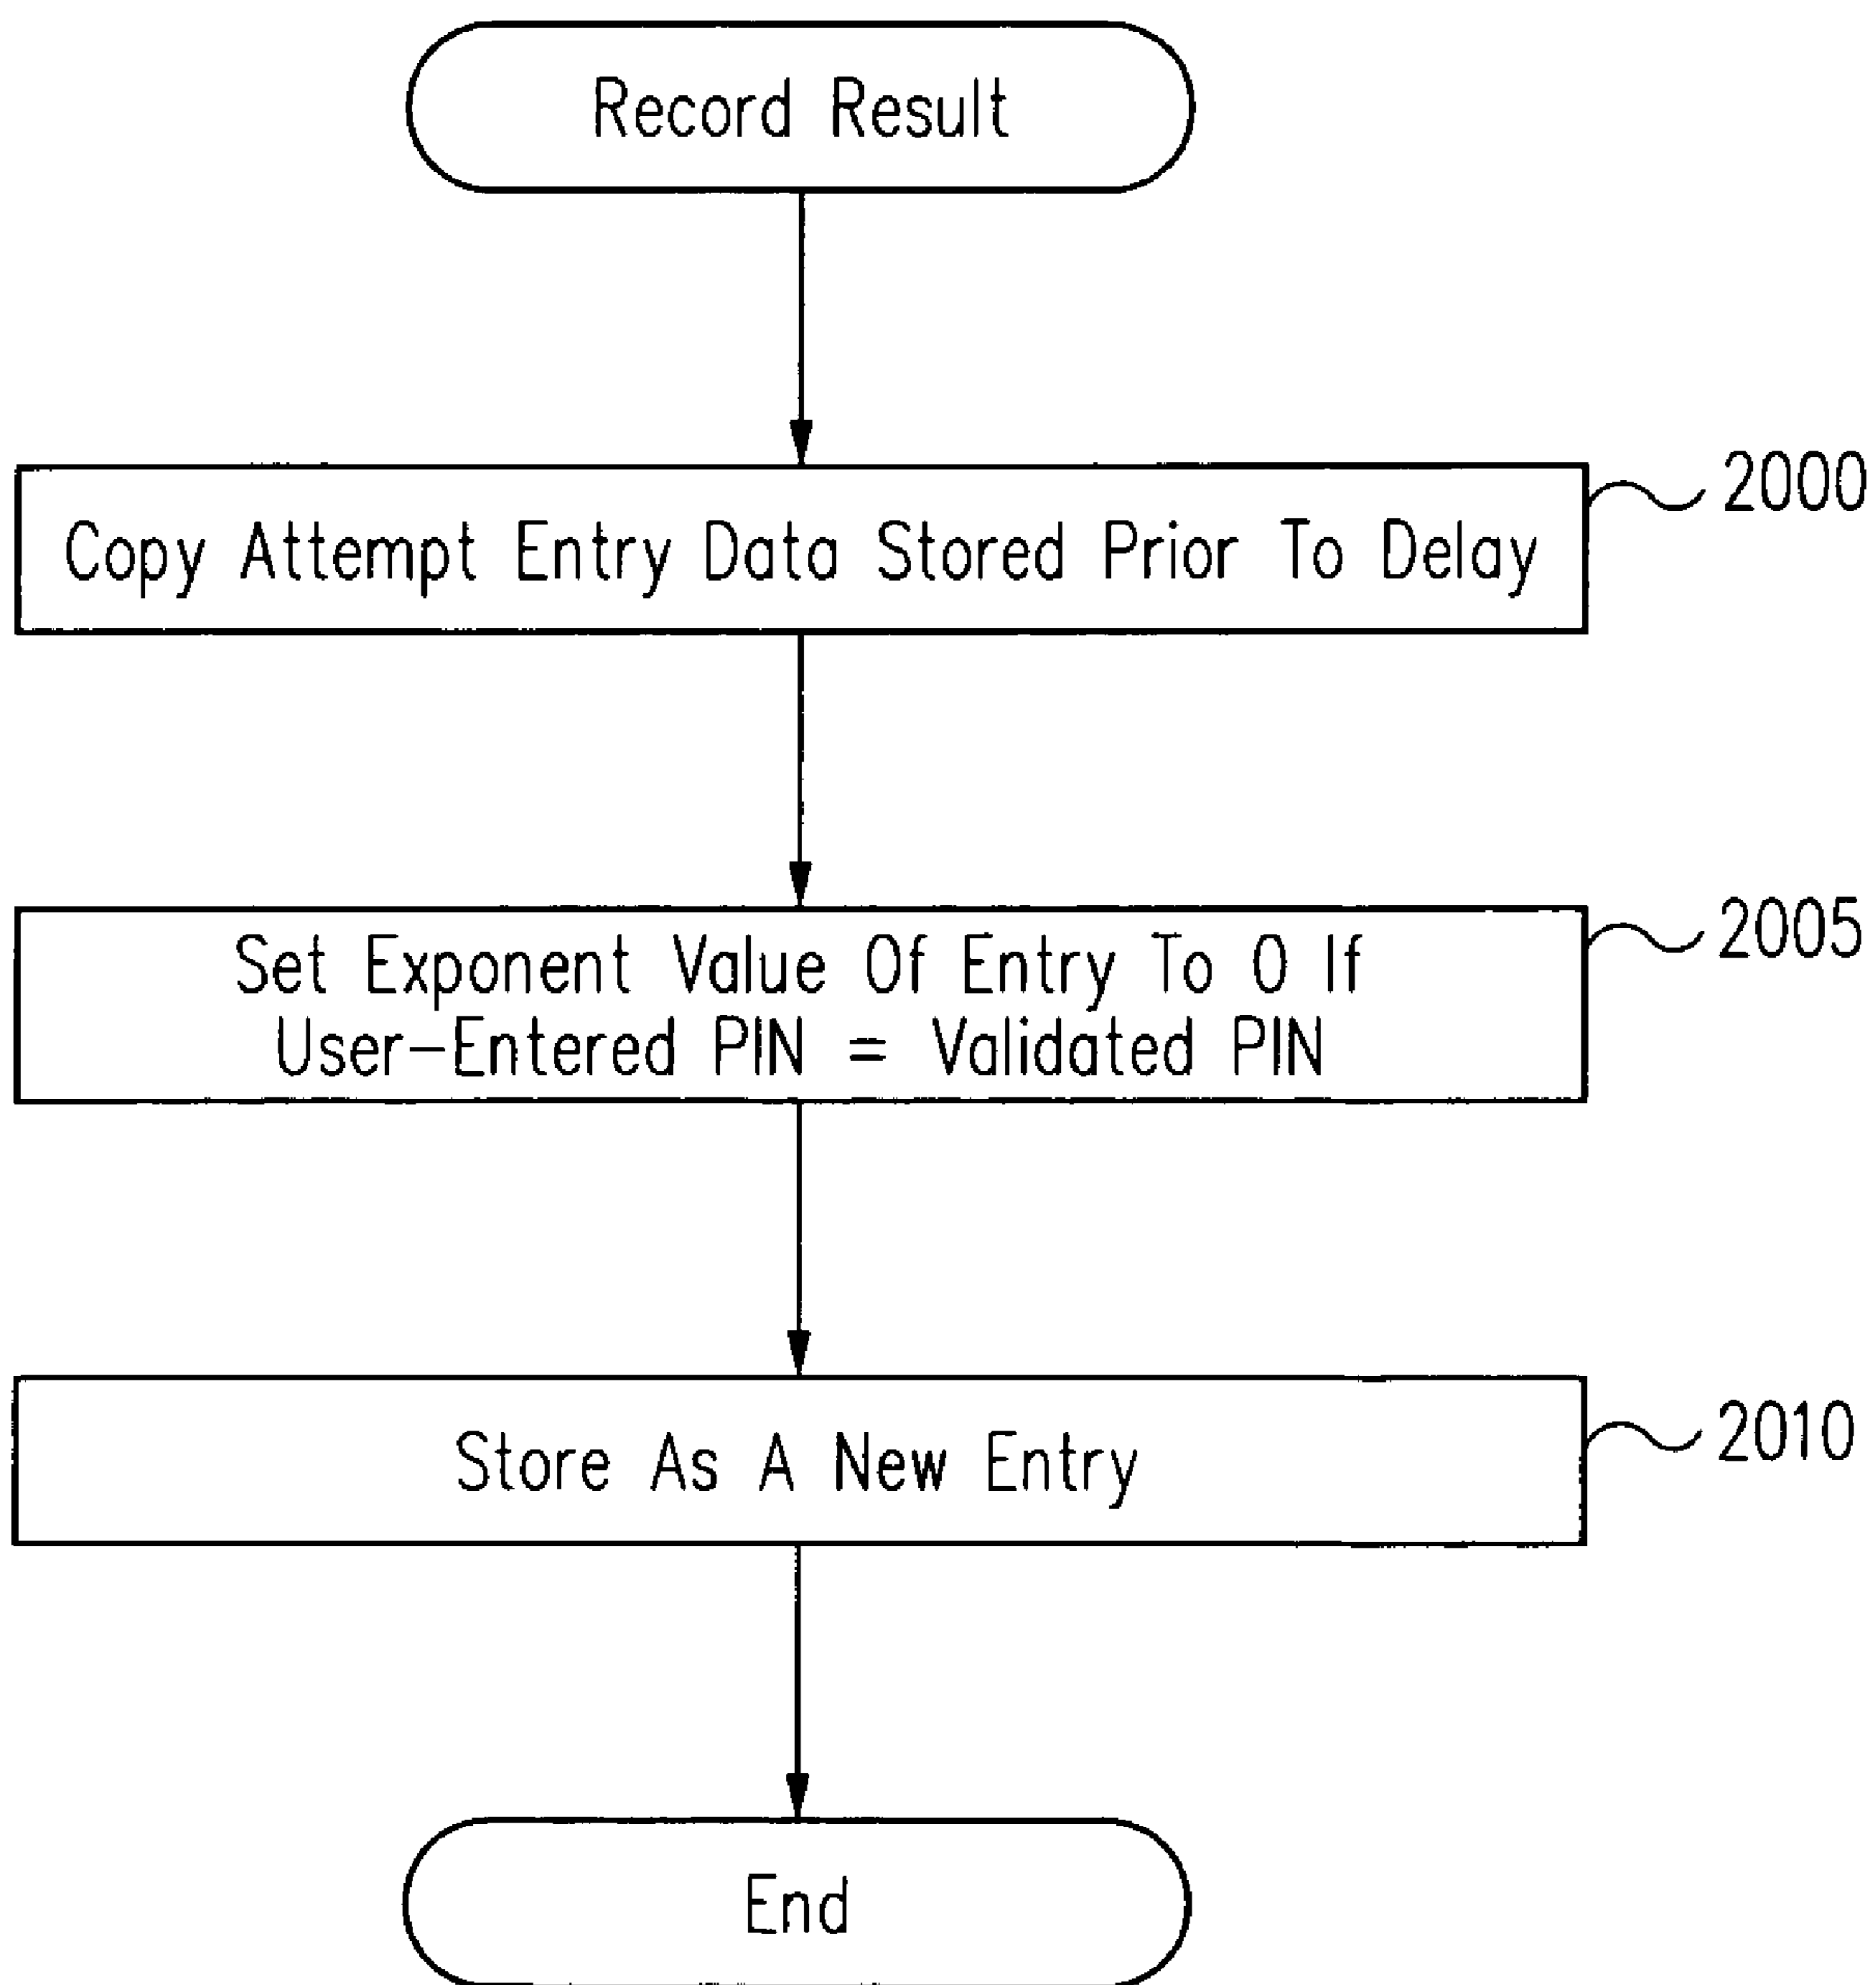 Record Result
2000
Copy Attempt Entry Data Stored Prior To Delay
2005
Set Exponent Value Of Entry To 0 If
User-Entered PIN = Validated PIN
2010
Store As A New Entry
End